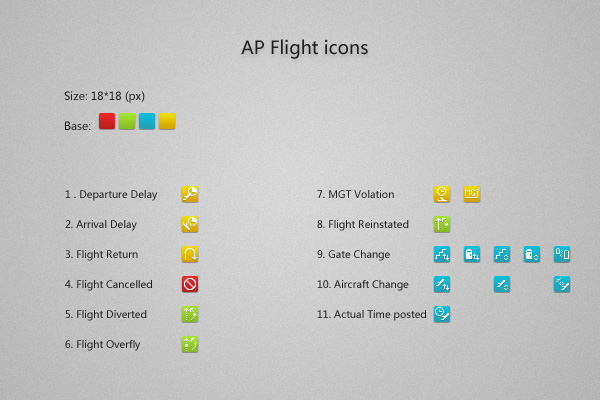 AP Flight icons
Size: 18*18 (px)
Base:
1 . Departure Delay
2. Arrival Delay
3. Flight Return
4. Flight Cancelled
5. Flight Diverted
6. Flight Overfly
7. MGT Volation
MGT
8. Flight Reinstated
9. Gate Change
10. Aircraft Change
11. Actual Time posted